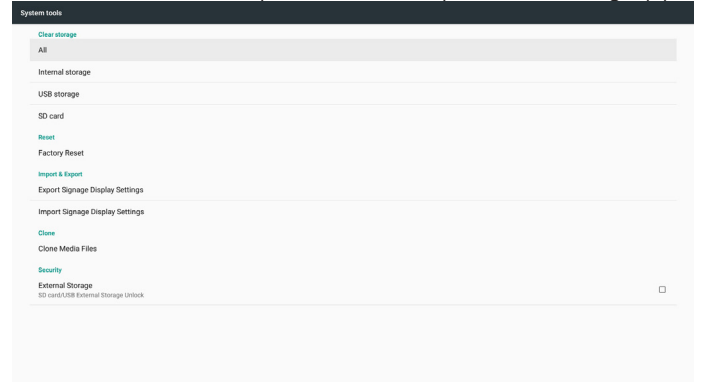 System tools
Clear storage
All
Internal storage
USB storage
SD card
Reset
Factory Reset
Import & Export
Export Signage Display Settings
Import Signage Display Settings
Clone
Clone Media Files
Security
External Storage
SD card/USB External Storage Unlock